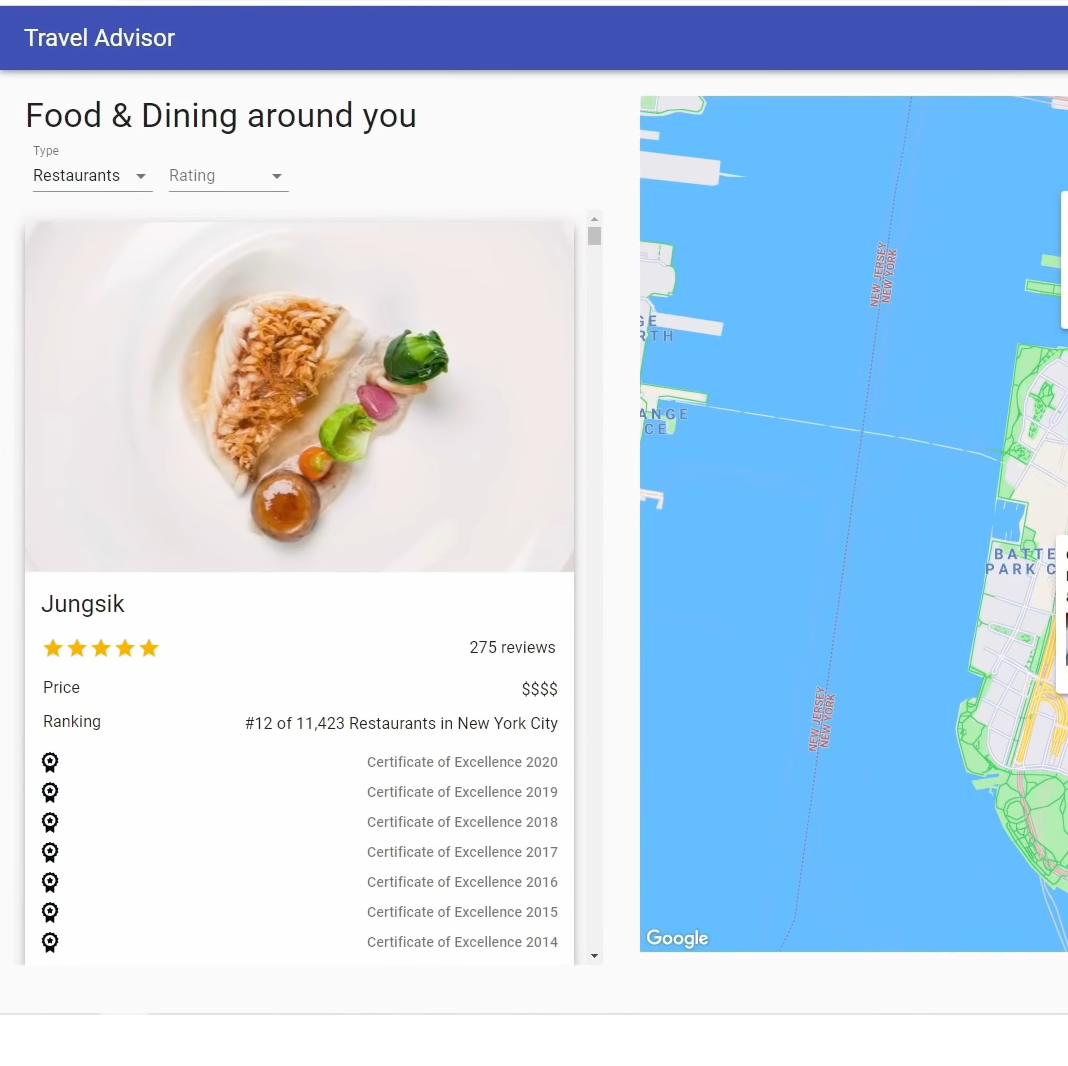 Travel Advisor
Food & Dining around you
Type
Restaurants
Rating
Jungsik
275 reviews
Price
$$$$
Ranking
#12 of 11,423 Restaurants in New York City
Certificate of Excellence 2020
Certificate of Excellence 2019
Certificate of Excellence 2018
Certificate of Excellence 2017
Certificate of Excellence 2016
Certificate of Excellence 2015
Certificate of Excellence 2014
NEW JERSEY
NEW YORK
GE
RTH
ANGE
CE
BATTE
PARK C
NEW JERSEY
NEW YORK
Google